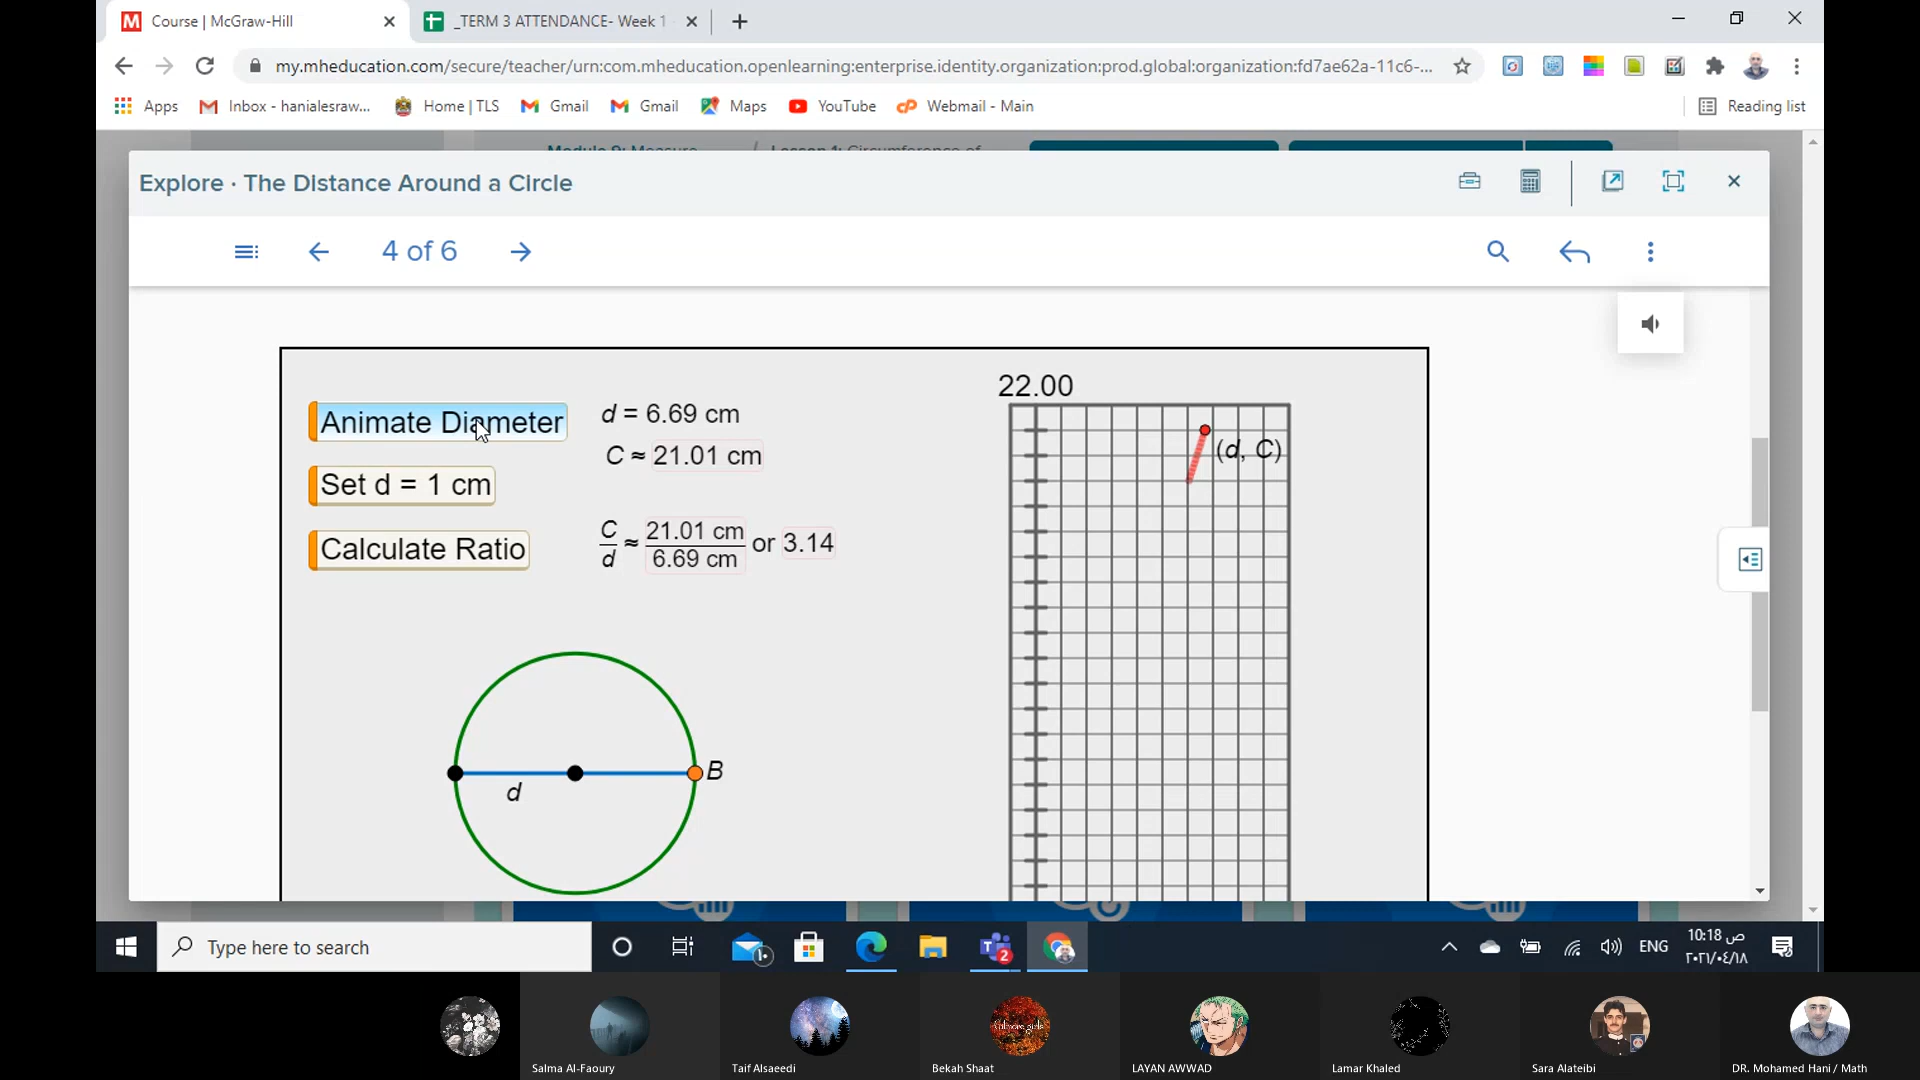 Course | McGraw-Hill
_TERM 3 ATTENDANCE- Week 1
my.mheducation.com/secure/teacher/urn:com.mheducation.openlearning:enterprise.identity.organization:prod.global:organization:fd7ae62a-11c6-...
Apps
Inbox - hanialesraw...
Home | TLS
Gmail
Gmail
Maps
YouTube
Webmail - Main
Reading list
Explore · The Distance Around a Circle
4 of 6
Animate Diameter
d = 6.69 cm
C ≈ 21.01 cm
Set d = 1 cm
Calculate Ratio
C/d ≈ 21.01 cm/6.69 cm or 3.14
22.00
(d, C)
B
d
Type here to search
2
ENG
10:18 ص
٢٠٢١/٠٤/١٨
Salma Al-Faoury
Taif Alsaeedi
Bekah Shaat
LAYAN AWWAD
Lamar Khaled
Sara Alateibi
DR. Mohamed Hani / Math